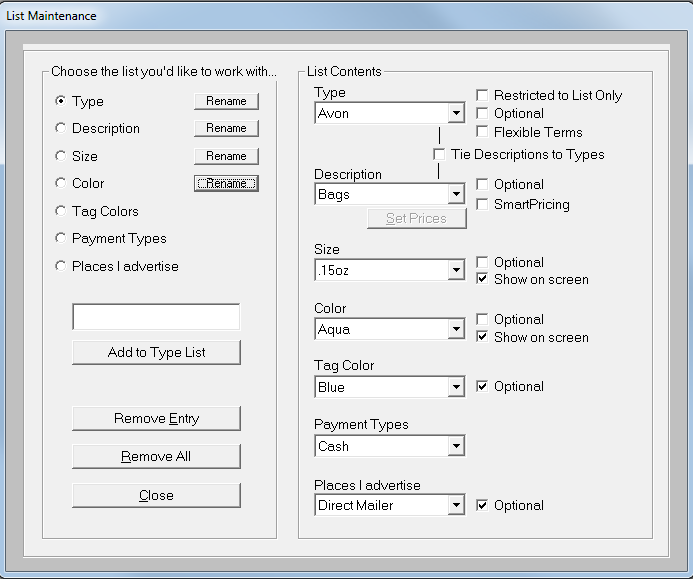 List Maintenance
Choose the list you'd like to work with...
Type Rename
Description Rename
Size Rename
Color Rename
Tag Colors
Payment Types
Places I advertise
Add to Type List
Remove Entry
Remove All
Close
List Contents
Type
Avon
Restricted to List Only
Optional
Flexible Terms
Tie Descriptions to Types
Description
Bags
Optional
SmartPricing
Set Prices
Size
.15oz
Optional
Show on screen
Color
Aqua
Optional
Show on screen
Tag Color
Blue
Optional
Payment Types
Cash
Places I advertise
Direct Mailer
Optional